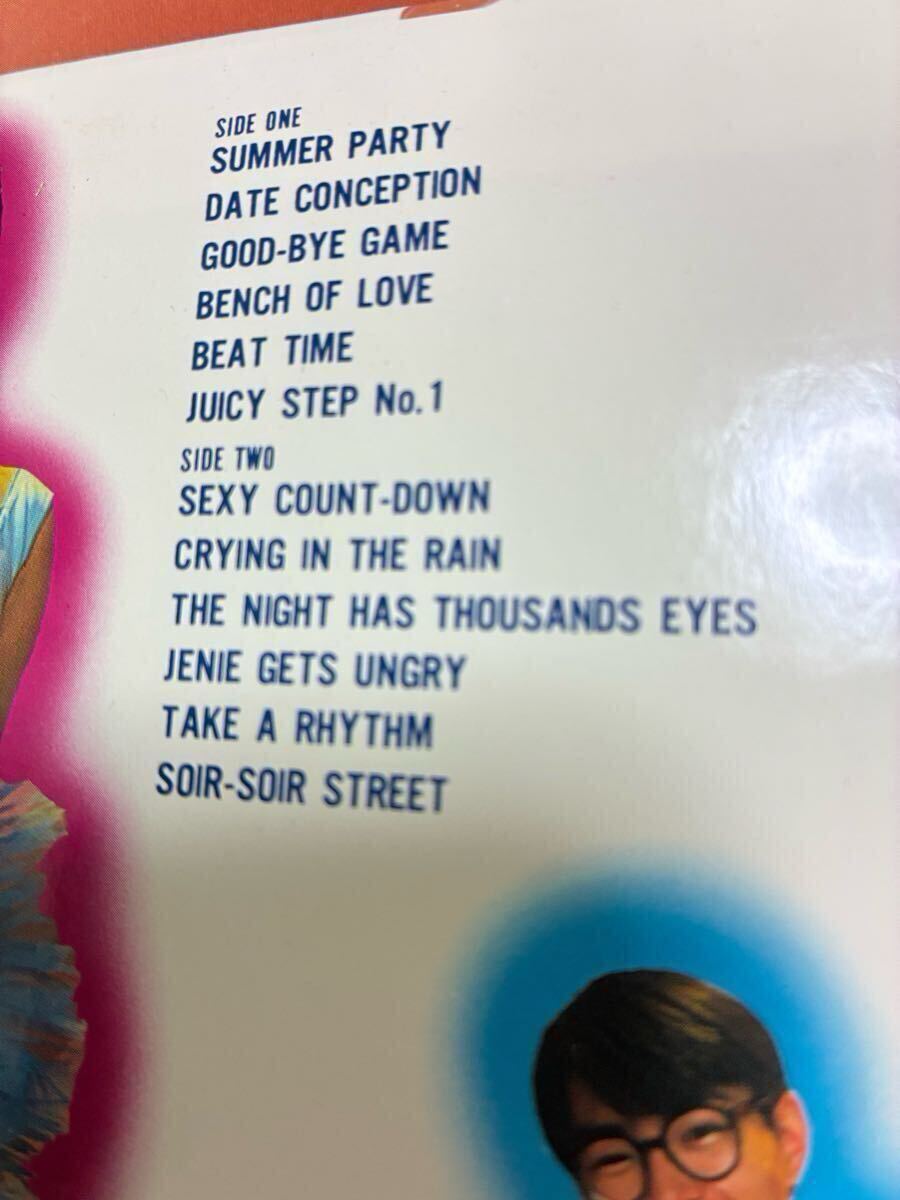 SIDE ONE
SUMMER PARTY
DATE CONCEPTION
GOOD-BYE GAME
BENCH OF LOVE
BEAT TIME
JUICY STEP No.1
SIDE TWO
SEXY COUNT-DOWN
CRYING IN THE RAIN
THE NIGHT HAS THOUSANDS EYES
JENIE GETS UNGRY
TAKE A RHYTHM
SOIR-SOIR STREET